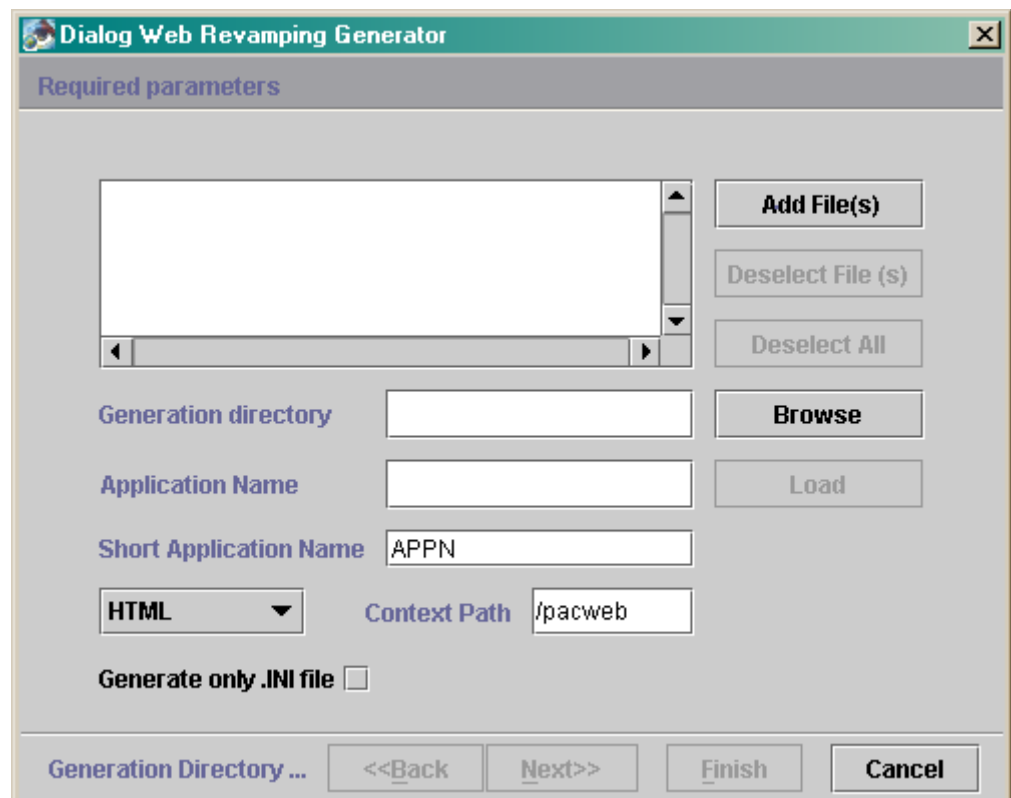 Dialog Web Revamping Generator
Required parameters
Add File(s)
Deselect File (s)
Deselect All
Generation directory
Browse
Application Name
Load
Short Application Name APPN
HTML Context Path /pacweb
Generate only .INI file
Generation Directory ... <<Back Next>> Finish Cancel